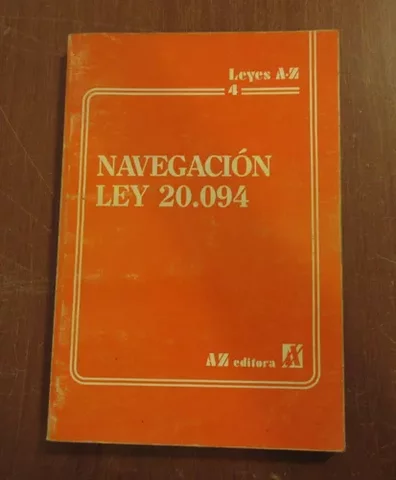 Leyes A-Z
4
NAVEGACIÓN
LEY 20.094
AZ editora